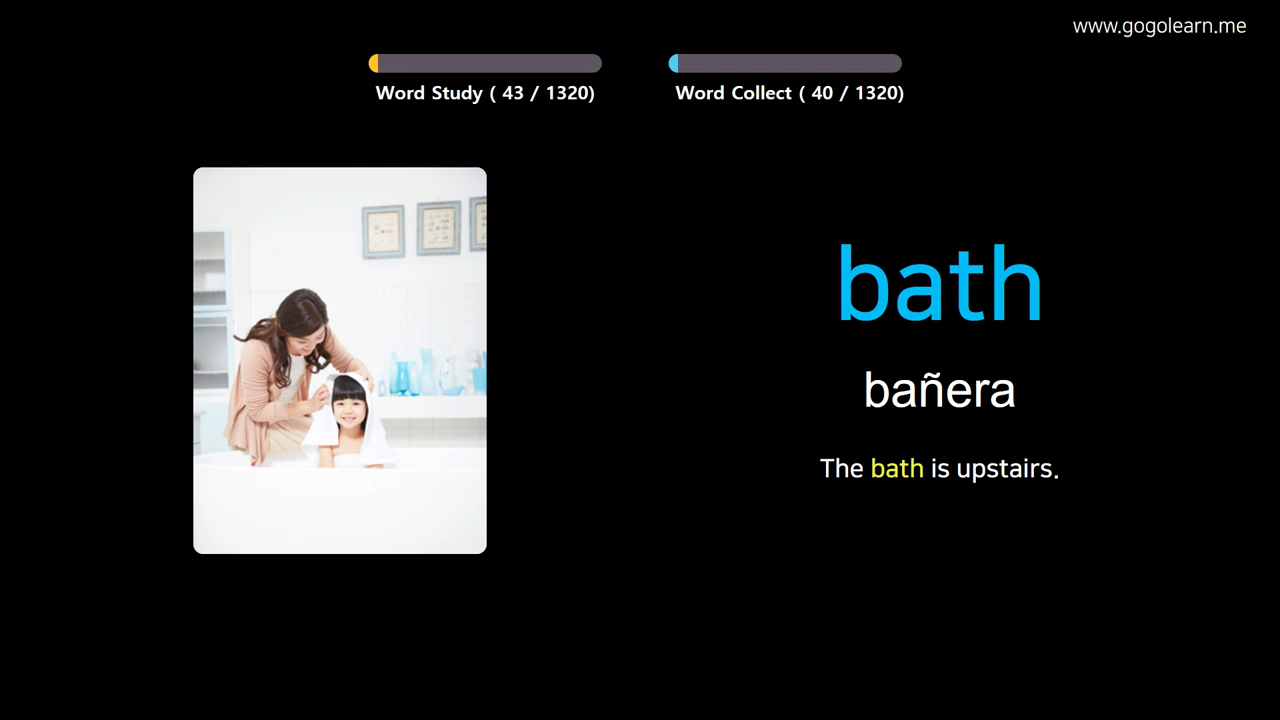 www.gogolearn.me
Word Study ( 43 / 1320)
Word Collect ( 40 / 1320)
bath
bañera
The bath is upstairs.